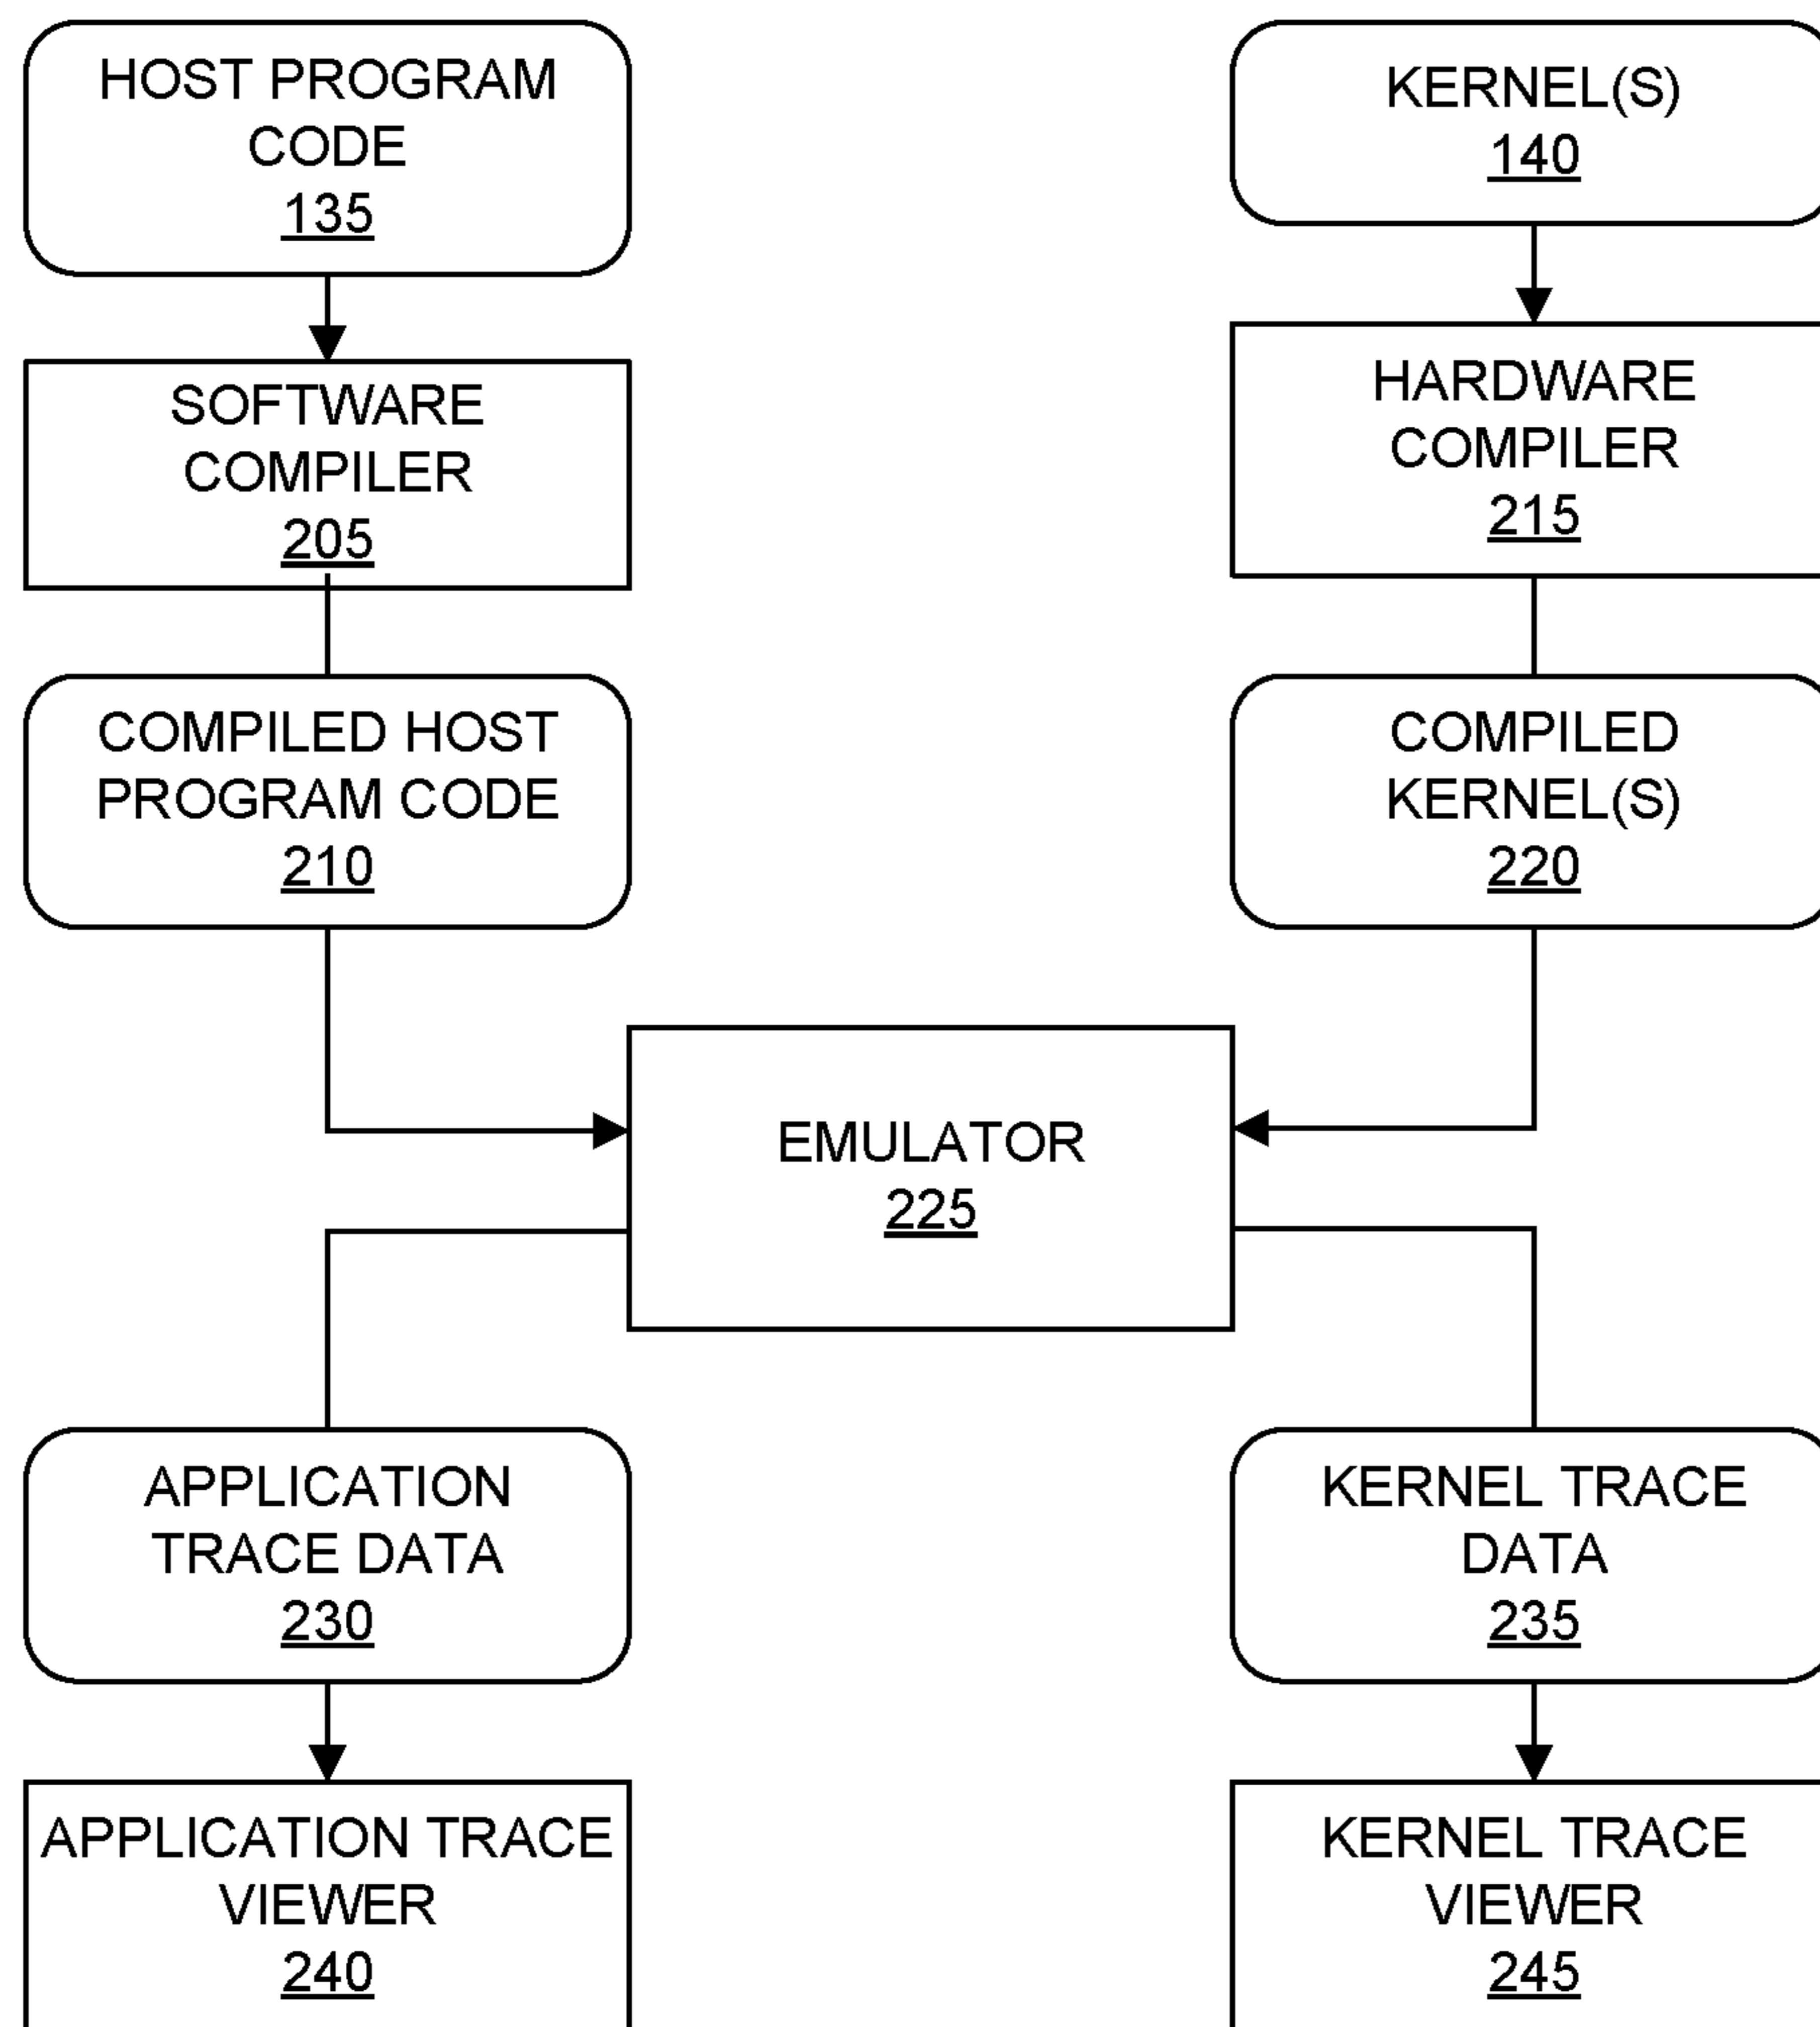 HOST PROGRAM
CODE
135
KERNEL(S)
140
SOFTWARE
COMPILER
205
HARDWARE
COMPILER
215
COMPILED HOST
PROGRAM CODE
210
COMPILED
KERNEL(S)
220
EMULATOR
225
APPLICATION
TRACE DATA
230
KERNEL TRACE
DATA
235
APPLICATION TRACE
VIEWER
240
KERNEL TRACE
VIEWER
245